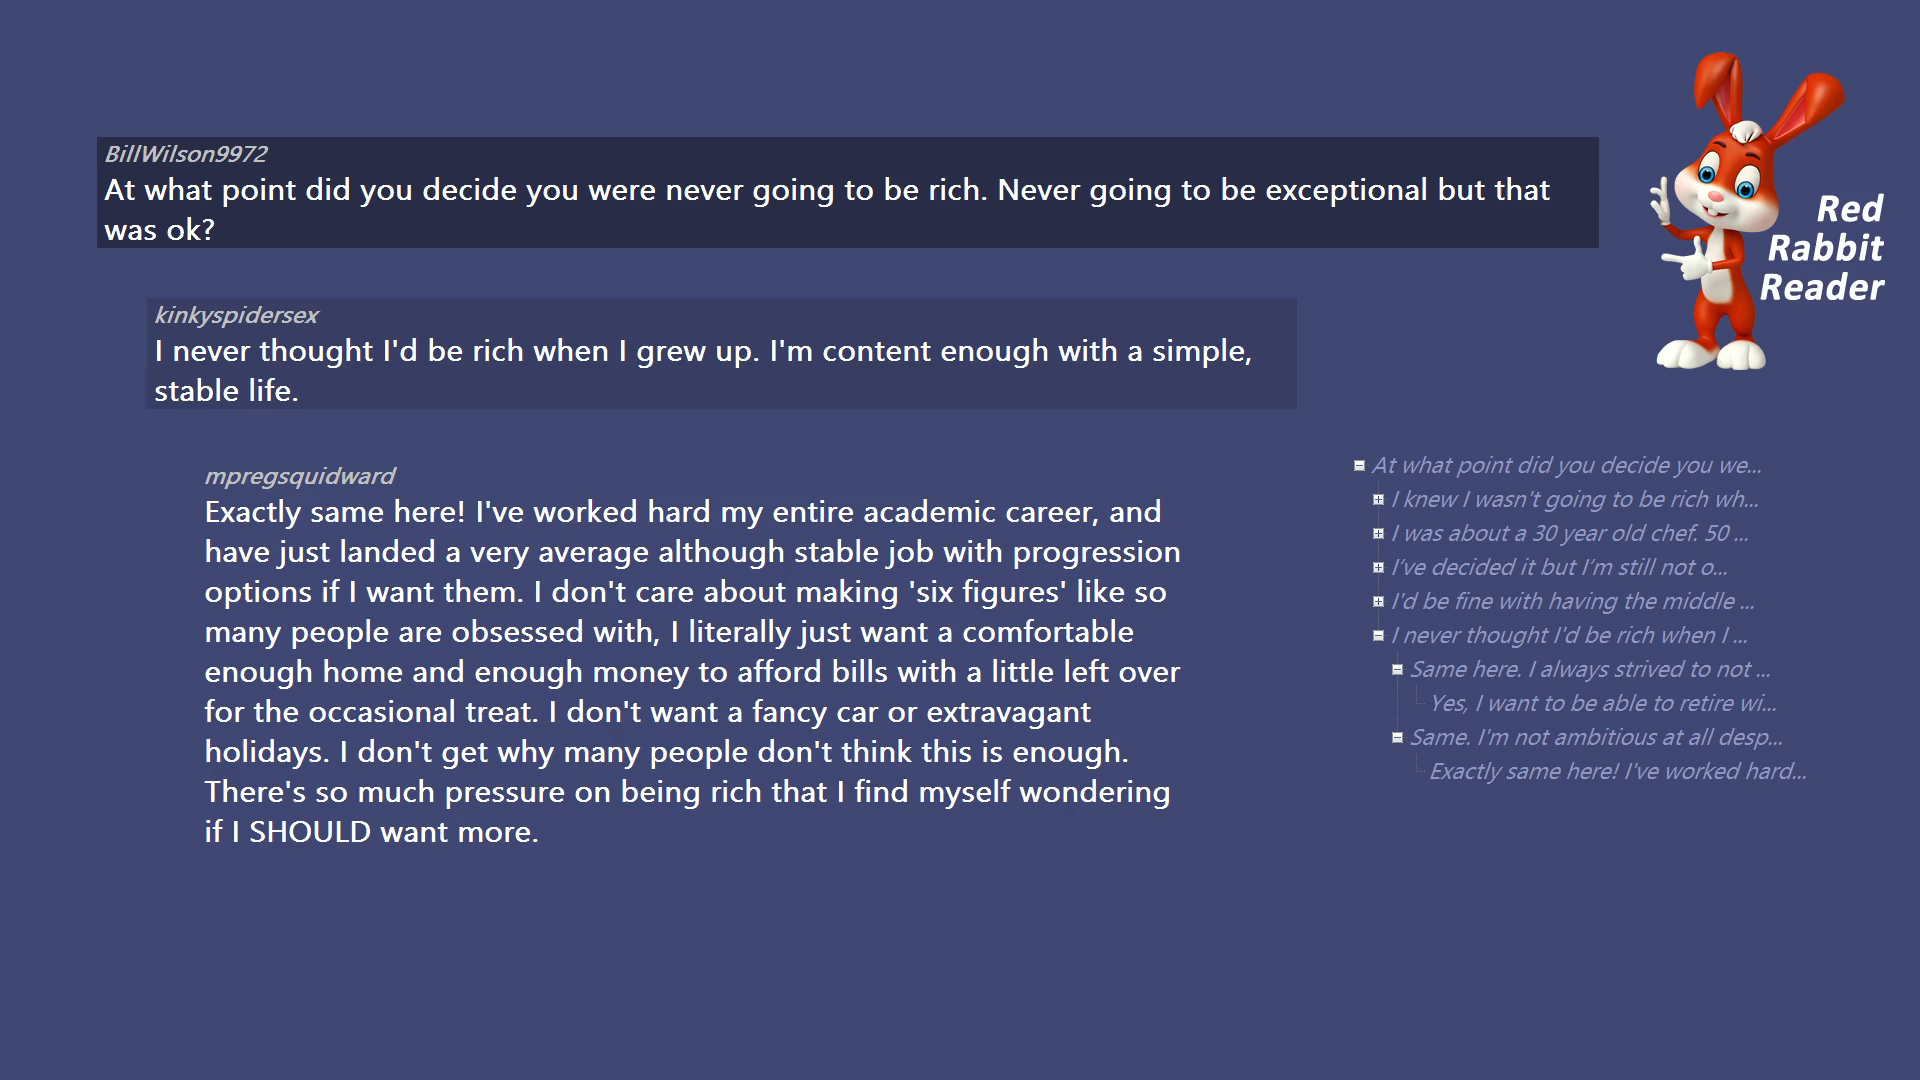 BillWilson9972
At what point did you decide you were never going to be rich. Never going to be exceptional but that
was ok?
kinkyspidersex
I never thought I'd be rich when I grew up. I'm content enough with a simple,
stable life.
mpregsquidward
Exactly same here! I've worked hard my entire academic career, and
have just landed a very average although stable job with progression
options if I want them. I don't care about making 'six figures' like so
many people are obsessed with, I literally just want a comfortable
enough home and enough money to afford bills with a little left over
for the occasional treat. I don't want a fancy car or extravagant
holidays. I don't get why many people don't think this is enough.
There's so much pressure on being rich that I find myself wondering
if I SHOULD want more.
Red
Rabbit
Reader
At what point did you decide you we...
I knew I wasn't going to be rich wh...
I was about a 30 year old chef. 50 ...
I’ve decided it but I’m still not o...
I'd be fine with having the middle ...
I never thought I'd be rich when I ...
Same here. I always strived to not ...
Yes, I want to be able to retire wi...
Same. I'm not ambitious at all desp...
Exactly same here! I've worked hard...